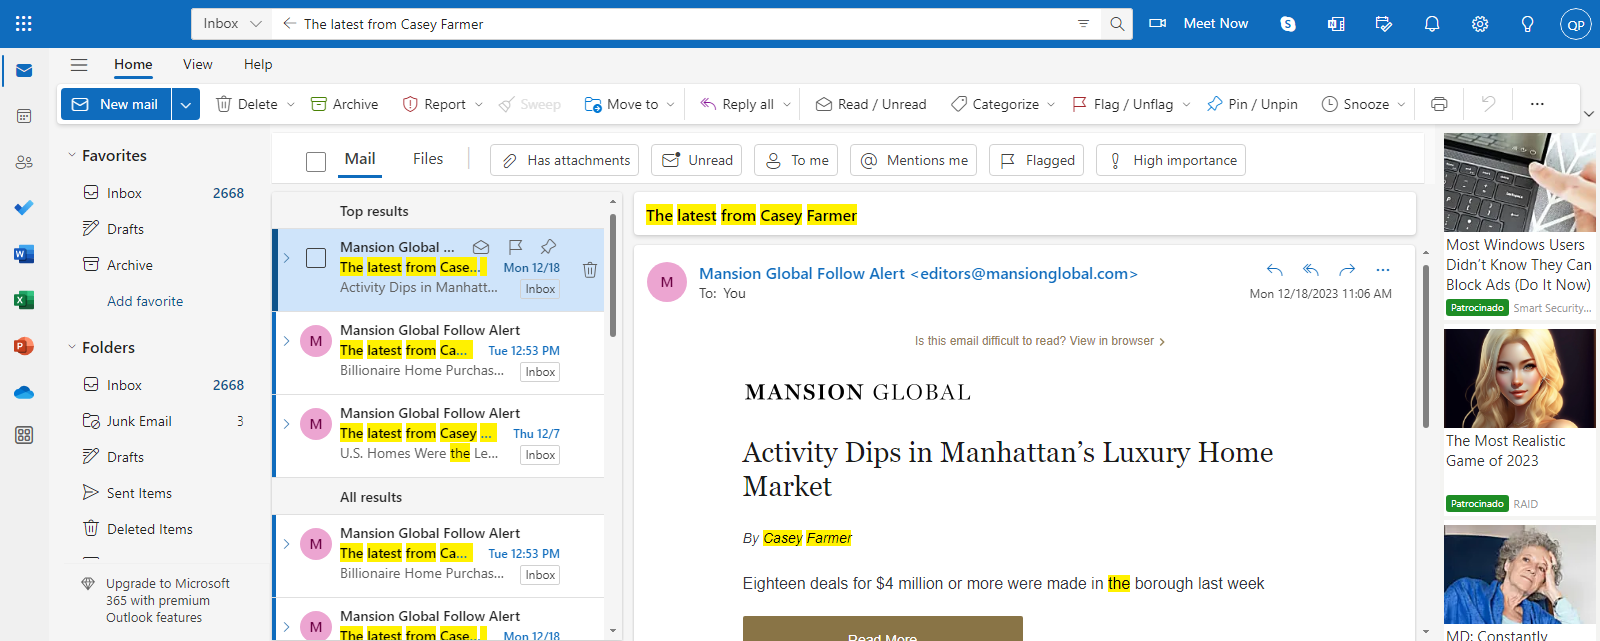 Inbox
The latest from Casey Farmer
Meet Now
QP
Home View Help
New mail
Delete
Archive
Report
Sweep
Move to
Reply all
Read / Unread
Categorize
Flag / Unflag
Pin / Unpin
Snooze
Favorites
Inbox 2668
Drafts
Archive
Add favorite
Folders
Inbox 2668
Junk Email 3
Drafts
Sent Items
Deleted Items
Upgrade to Microsoft
365 with premium
Outlook features
Mail Files
Has attachments
Unread
To me
Mentions me
Flagged
High importance
Top results
Mansion Global ...
The latest from Case... Mon 12/18
Activity Dips in Manhatt... Inbox
M
Mansion Global Follow Alert
The latest from Ca... Tue 12:53 PM
Billionaire Home Purchas... Inbox
M
Mansion Global Follow Alert
The latest from Casey ... Thu 12/7
U.S. Homes Were the Le... Inbox
All results
M
Mansion Global Follow Alert
The latest from Ca... Tue 12:53 PM
Billionaire Home Purchas... Inbox
M
Mansion Global Follow Alert
The latest from Case... Mon 12/18
The latest from Casey Farmer
M
Mansion Global Follow Alert <editors@mansionglobal.com>
To: You
Mon 12/18/2023 11:06 AM
Is this email difficult to read? View in browser >
MANSION GLOBAL
Activity Dips in Manhattan's Luxury Home
Market
By Casey Farmer
Eighteen deals for $4 million or more were made in the borough last week
Read More
Most Windows Users
Didn't Know They Can
Block Ads (Do It Now)
Patrocinado Smart Security...
The Most Realistic
Game of 2023
Patrocinado RAID
MD: Constantly